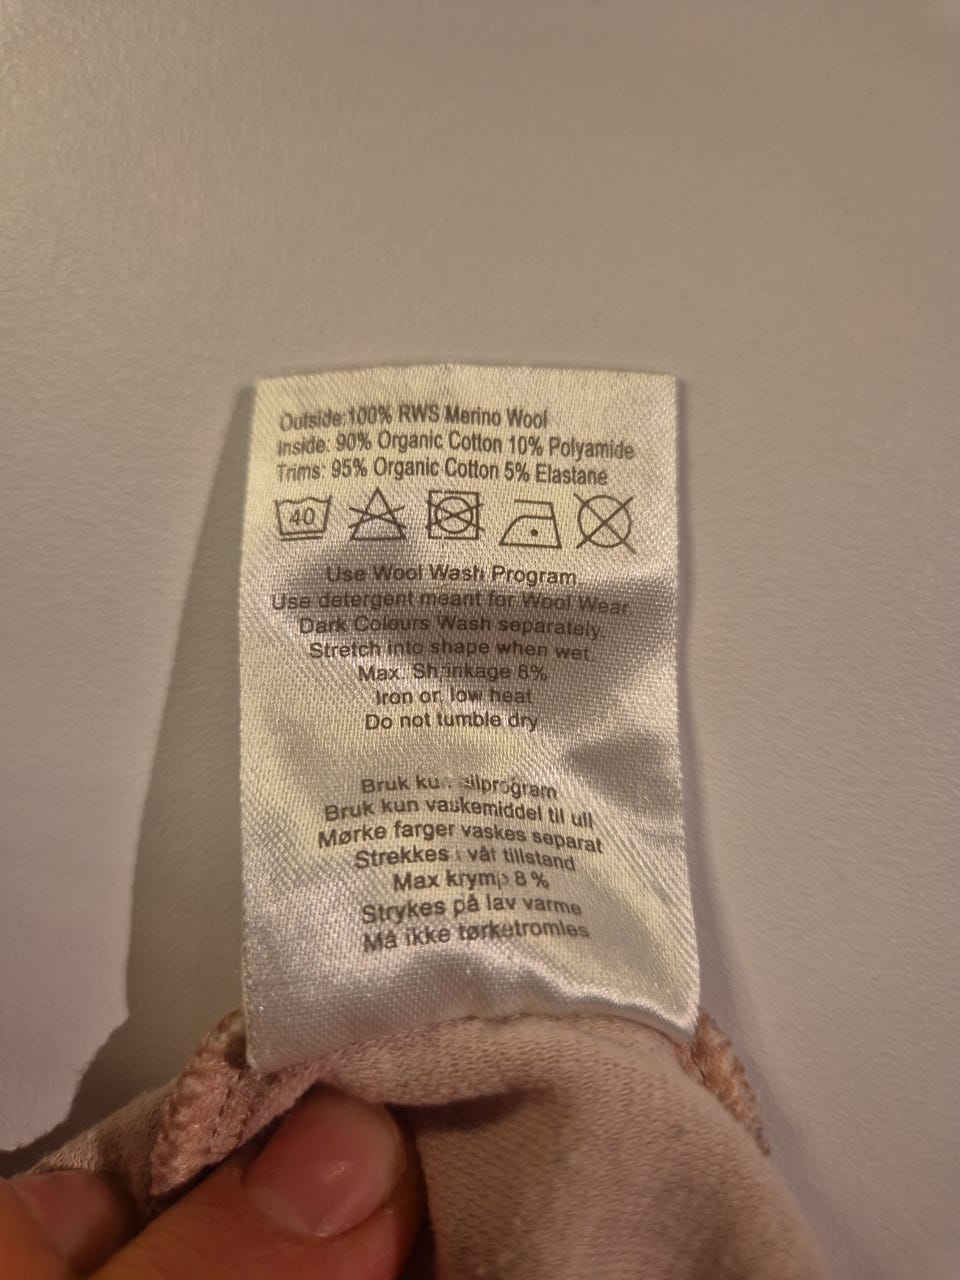 Outside:100% RWS Merino Wool
Inside: 90% Organic Cotton 10% Polyamide
Trims: 95% Organic Cotton 5% Elastane
40
Use Wool Wash Program
Use detergent meant for Wool Wear.
Dark Colours Wash separately.
Stretch into shape when wet.
Max. Shrinkage 8%
Iron on low heat
Do not tumble dry
Bruk
Bruk kun vaskemiddel til ull
Mørke farger vaskes separat
Strekkes i våt tillstand
Max krymp 8 %
Strykes på lav varme
Må ikke tørketromles